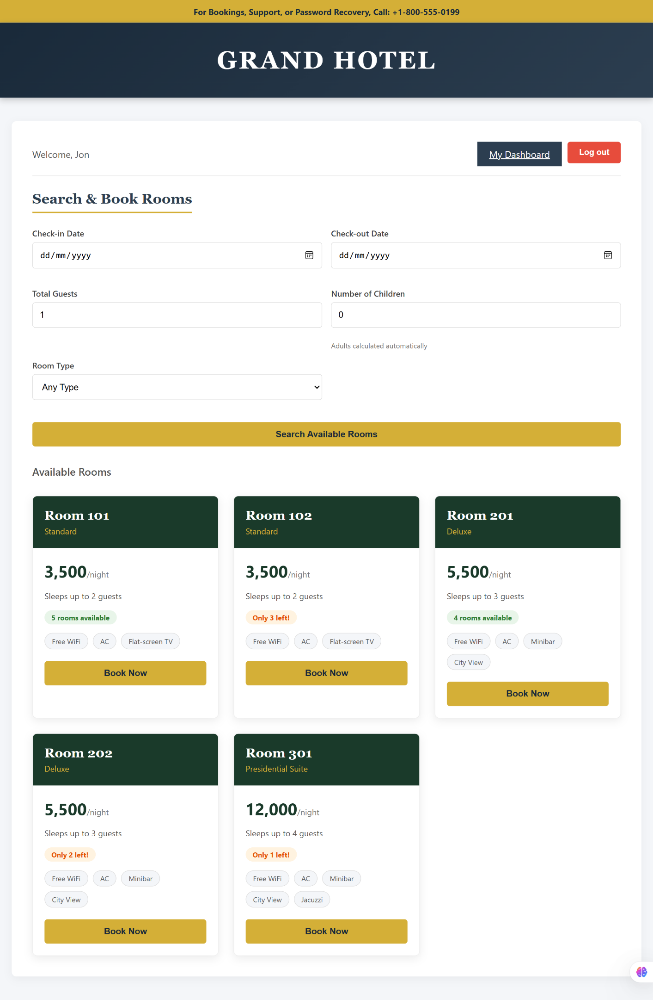 For Bookings, Support, or Password Recovery, Call: +1-800-555-0199
GRAND HOTEL
Welcome, Jon
My Dashboard
Log out
Search & Book Rooms
Check-in Date
Check-out Date
dd/mm/yyyy
dd/mm/yyyy
Total Guests
Number of Children
1
0
Adults calculated automatically
Room Type
Any Type
Search Available Rooms
Available Rooms
Room 101
Standard
3,500/night
Sleeps up to 2 guests
5 rooms available
Free WiFi AC Flat-screen TV
Book Now
Room 102
Standard
3,500/night
Sleeps up to 2 guests
Only 3 left!
Free WiFi AC Flat-screen TV
Book Now
Room 201
Deluxe
5,500/night
Sleeps up to 3 guests
4 rooms available
Free WiFi AC Minibar
City View
Book Now
Room 202
Deluxe
5,500/night
Sleeps up to 3 guests
Only 2 left!
Free WiFi AC Minibar
City View
Book Now
Room 301
Presidential Suite
12,000/night
Sleeps up to 4 guests
Only 1 left!
Free WiFi AC Minibar
City View Jacuzzi
Book Now